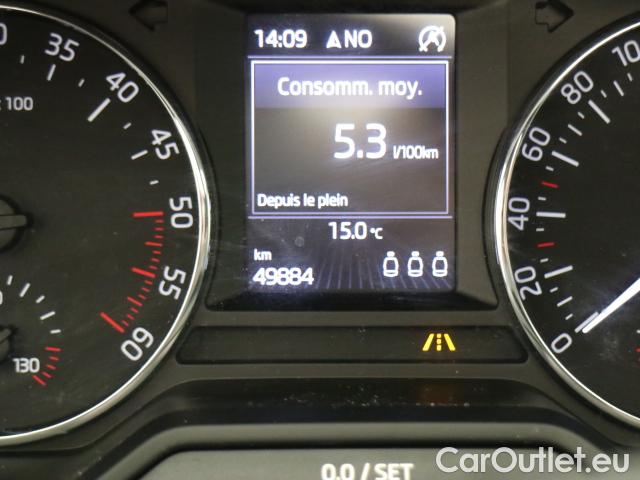 14:09 NO
Consomm. moy.
5.3 l/100km
Depuis le plein
15.0 °C
km
49884
35
40
45
50
55
60
x 100
130
0
20
40
60
80
0.0 / SET
CarOutlet.eu